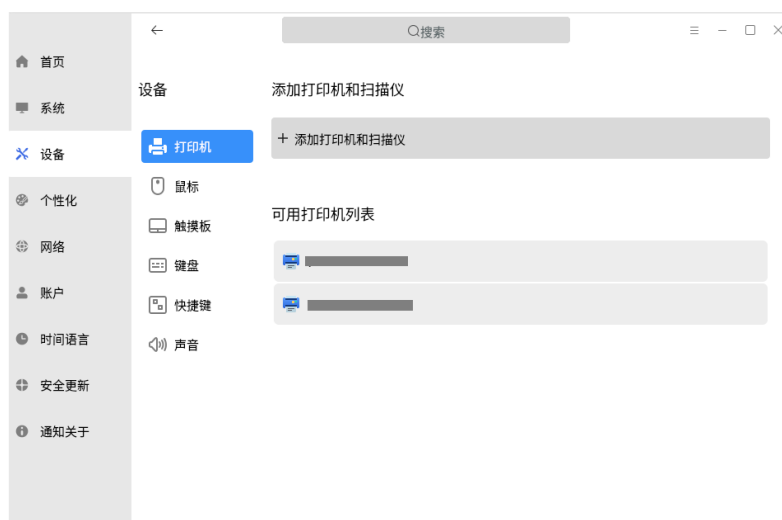 搜索
首页
系统
设备
个性化
网络
账户
时间语言
安全更新
通知关于
设备
打印机
鼠标
触摸板
键盘
快捷键
声音
添加打印机和扫描仪
添加打印机和扫描仪
可用打印机列表